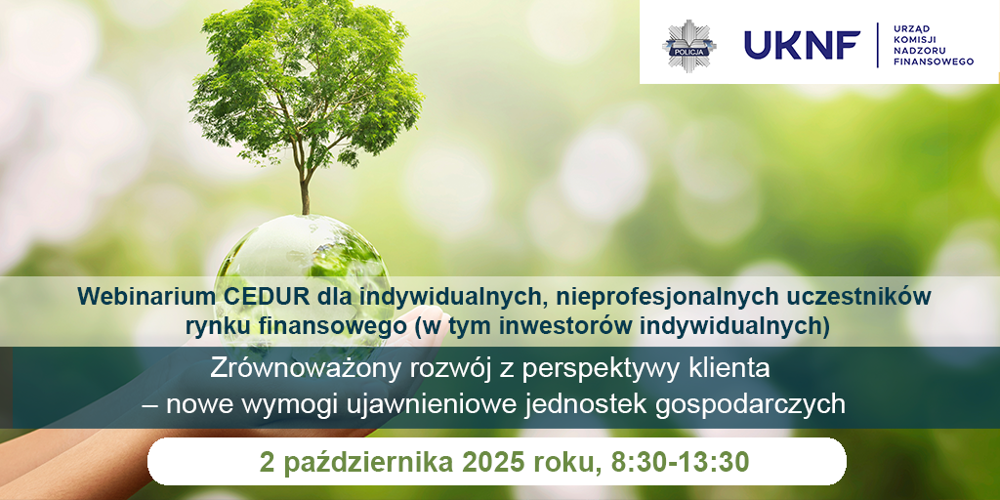 POLICJA
UKNF
URZĄD
KOMISJI
NADZORU
FINANSOWEGO
Webinarium CEDUR dla indywidualnych, nieprofesjonalnych uczestników
rynku finansowego (w tym inwestorów indywidualnych)
Zrównoważony rozwój z perspektywy klienta
– nowe wymogi ujawnieniowe jednostek gospodarczych
2 października 2025 roku, 8:30-13:30